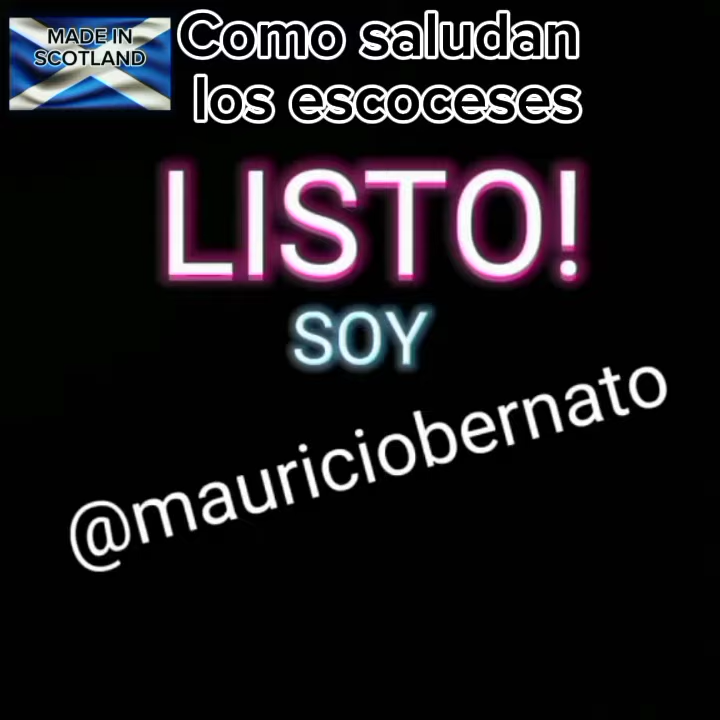 MADE IN
SCOTLAND
Como saludan
los escoceses
LISTO!
SOY
@mauriciobernato